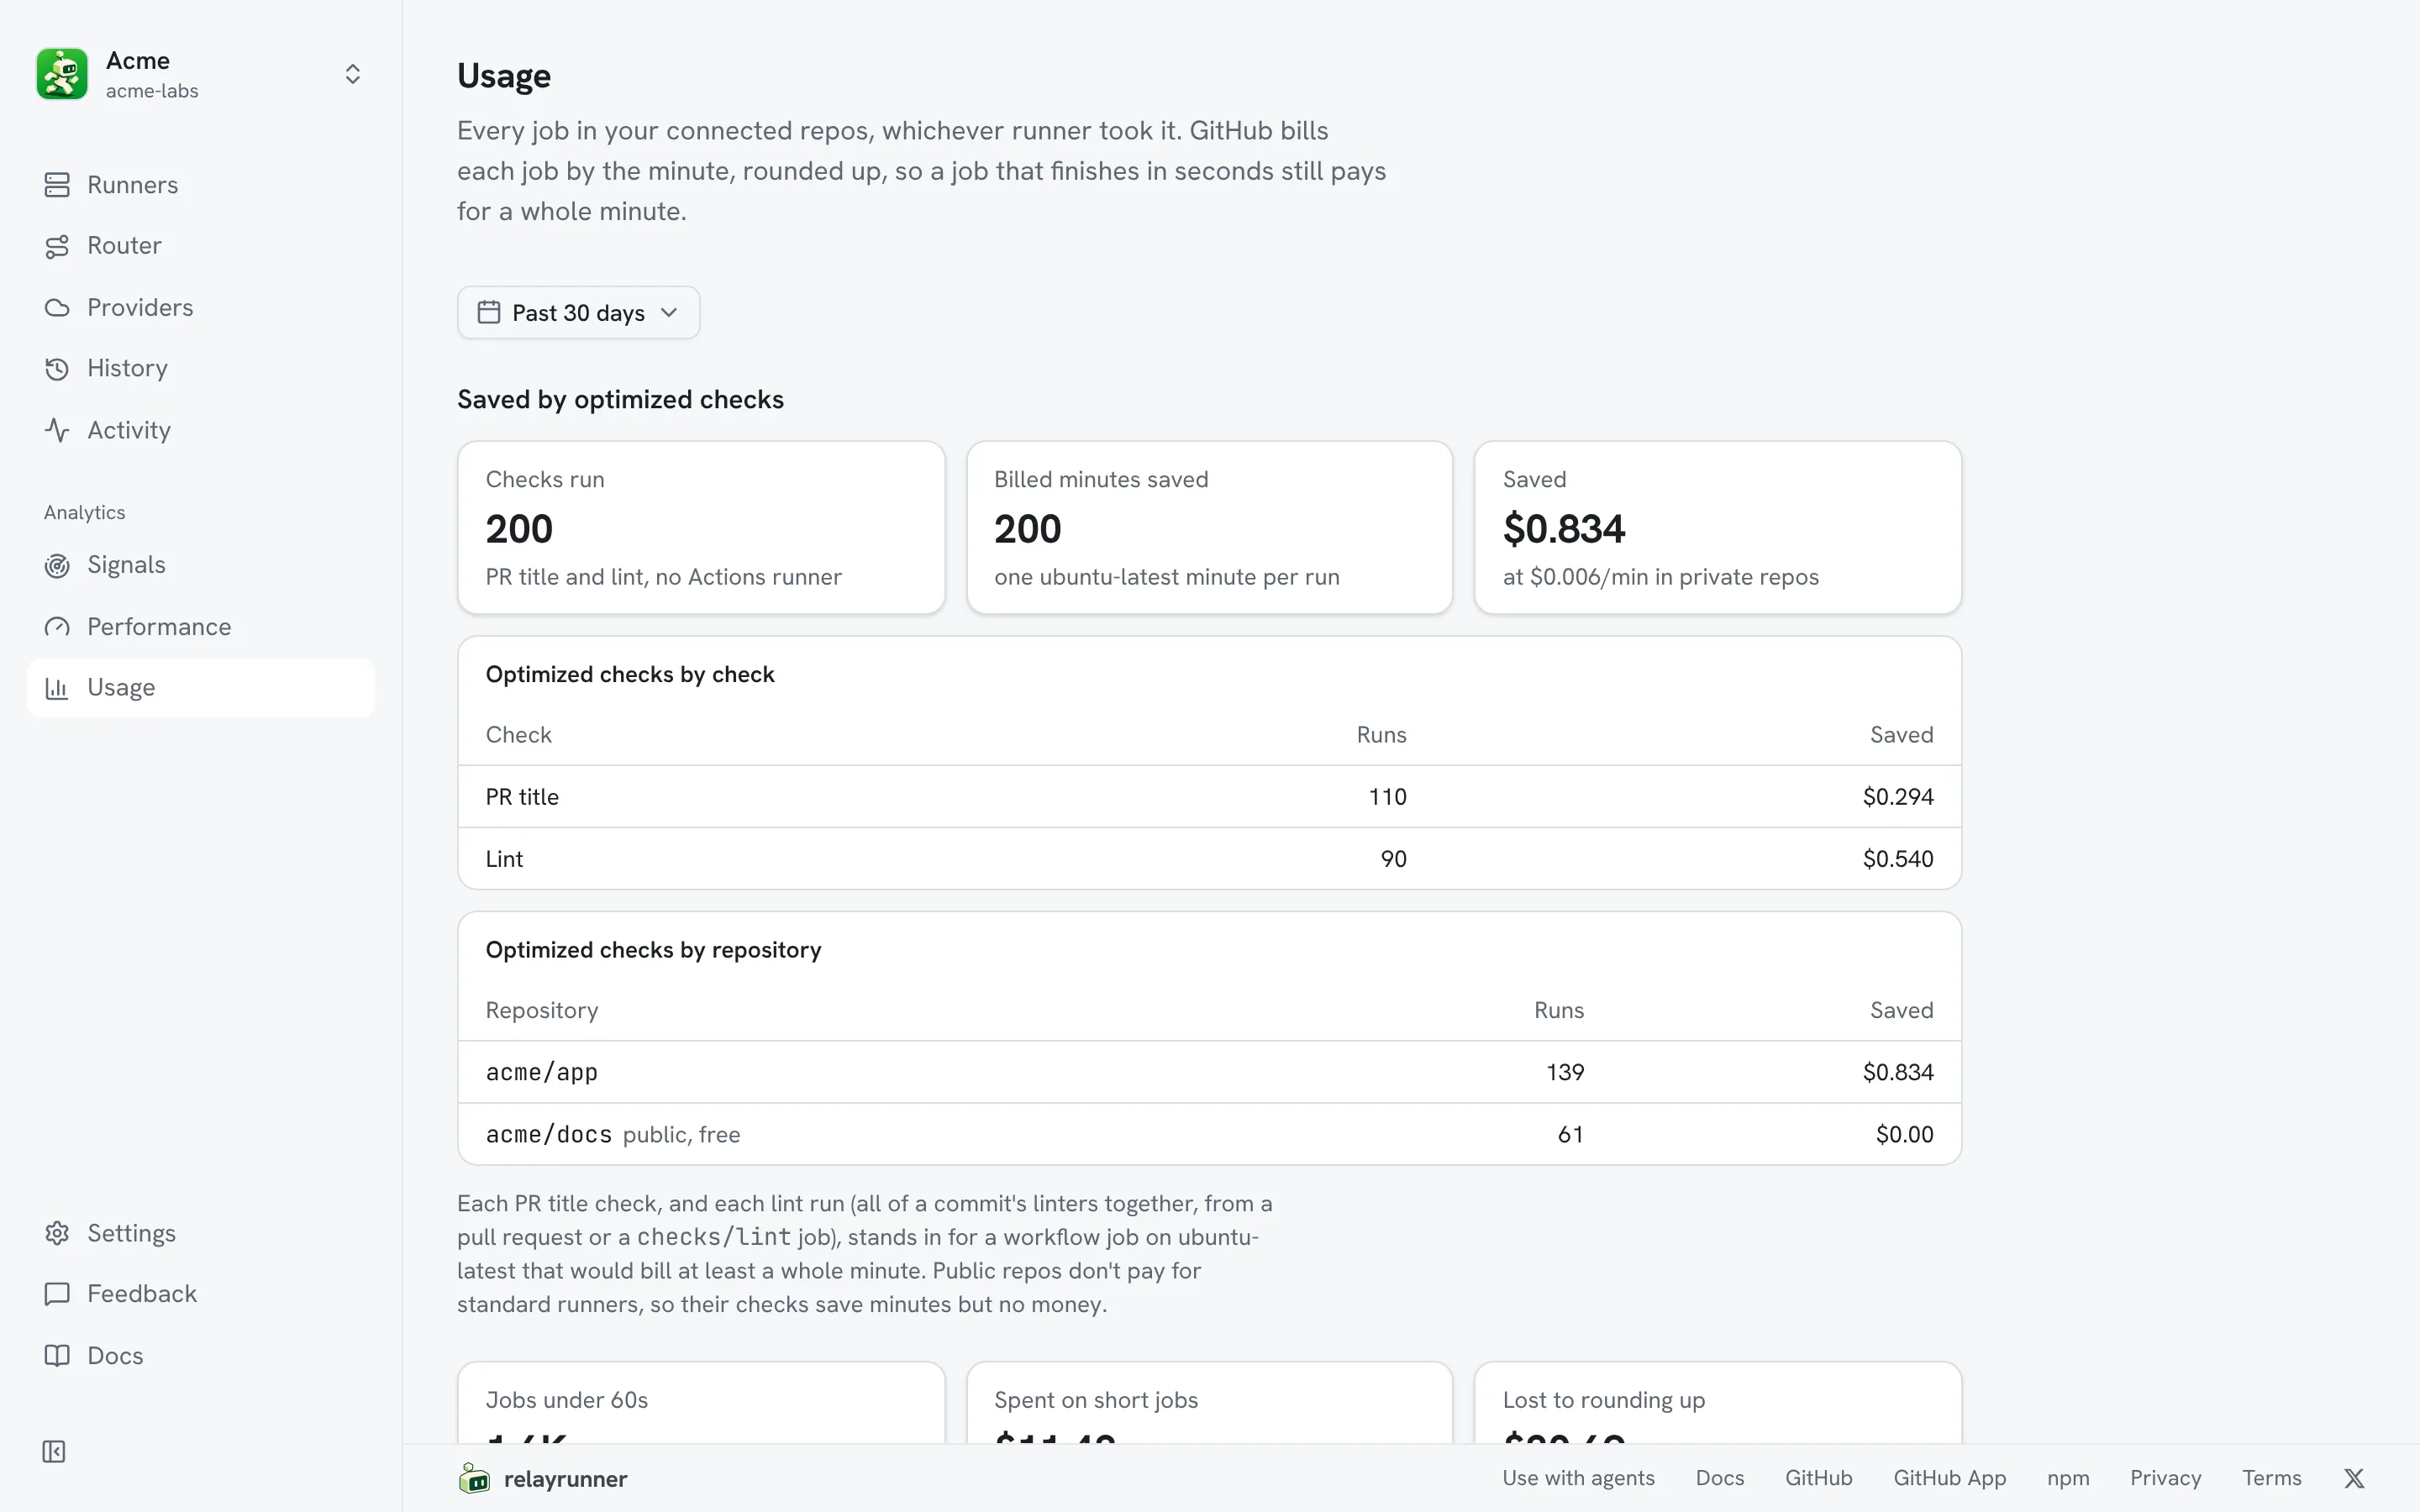 Acme
acme-labs
Runners
Router
Providers
History
Activity
Analytics
Signals
Performance
Usage
Settings
Feedback
Docs
Usage
Every job in your connected repos, whichever runner took it. GitHub bills
each job by the minute, rounded up, so a job that finishes in seconds still pays
for a whole minute.
Past 30 days
Saved by optimized checks
Checks run
200
PR title and lint, no Actions runner
Billed minutes saved
200
one ubuntu-latest minute per run
Saved
$0.834
at $0.006/min in private repos
Optimized checks by check
Check Runs Saved
PR title 110 $0.294
Lint 90 $0.540
Optimized checks by repository
Repository Runs Saved
acme/app 139 $0.834
acme/docs public, free 61 $0.00
Each PR title check, and each lint run (all of a commit's linters together, from a
pull request or a checks/lint job), stands in for a workflow job on ubuntu-
latest that would bill at least a whole minute. Public repos don't pay for
standard runners, so their checks save minutes but no money.
Jobs under 60s
Spent on short jobs
Lost to rounding up
relayrunner
Use with agents Docs GitHub GitHub App npm Privacy Terms